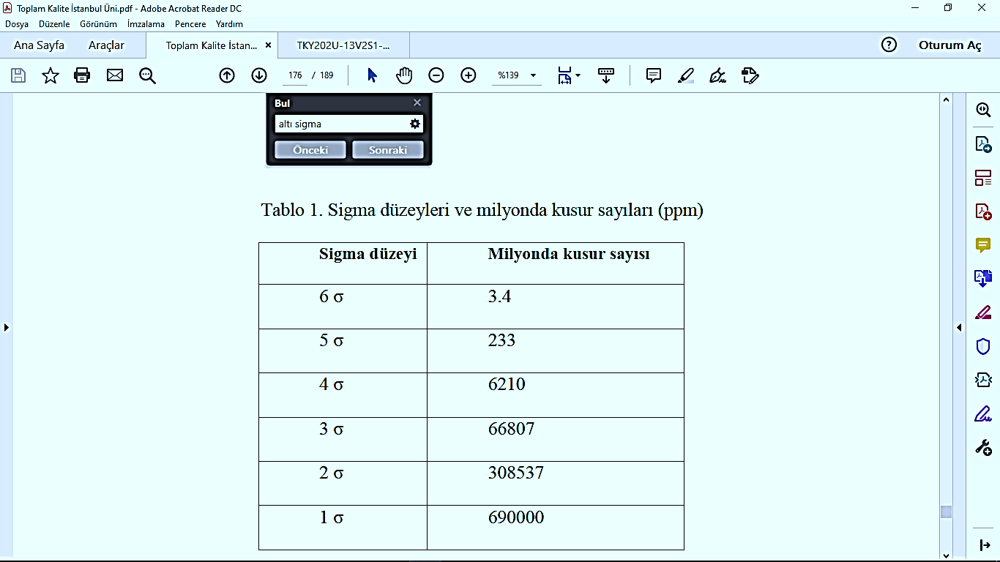 Toplam Kalite İstanbul Üni.pdf - Adobe Acrobat Reader DC
Dosya Düzenle Görünüm İmzalama Pencere Yardım
Ana Sayfa Araçlar Toplam Kalite İstan... × TKY202U-13V2S1-... Oturum Aç
176 / 189 %139
Bul
altı sigma
Önceki Sonraki
Tablo 1. Sigma düzeyleri ve milyonda kusur sayıları (ppm)
Sigma düzeyi Milyonda kusur sayısı
6 σ 3.4
5 σ 233
4 σ 6210
3 σ 66807
2 σ 308537
1 σ 690000